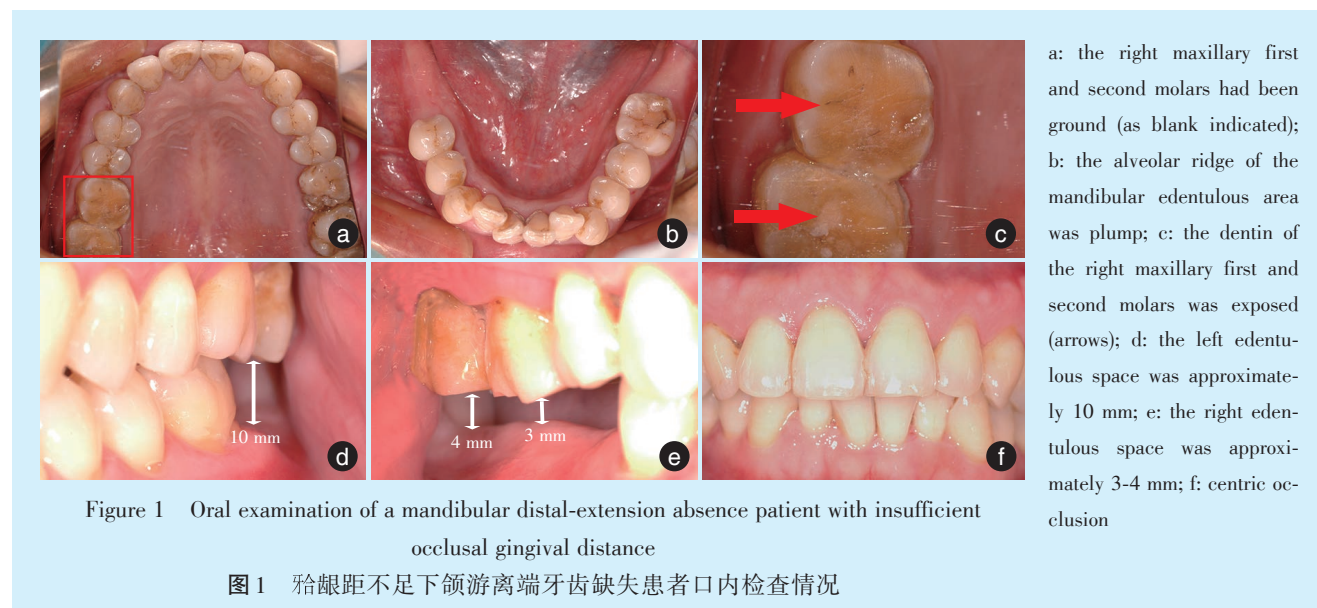 a
b
c
10 mm
d
4 mm
3 mm
e
f
a: the right maxillary first
and second molars had been
ground (as blank indicated);
b: the alveolar ridge of the
mandibular edentulous area
was plump; c: the dentin of
the right maxillary first and
second molars was exposed
(arrows); d: the left edentu-
lous space was approximate-
ly 10 mm; e: the right eden-
tulous space was approxi-
mately 3-4 mm; f: centric oc-
clusion
Figure 1 Oral examination of a mandibular distal-extension absence patient with insufficient
occlusal gingival distance
图1 𬌗龈距不足下颌游离端牙齿缺失患者口内检查情况